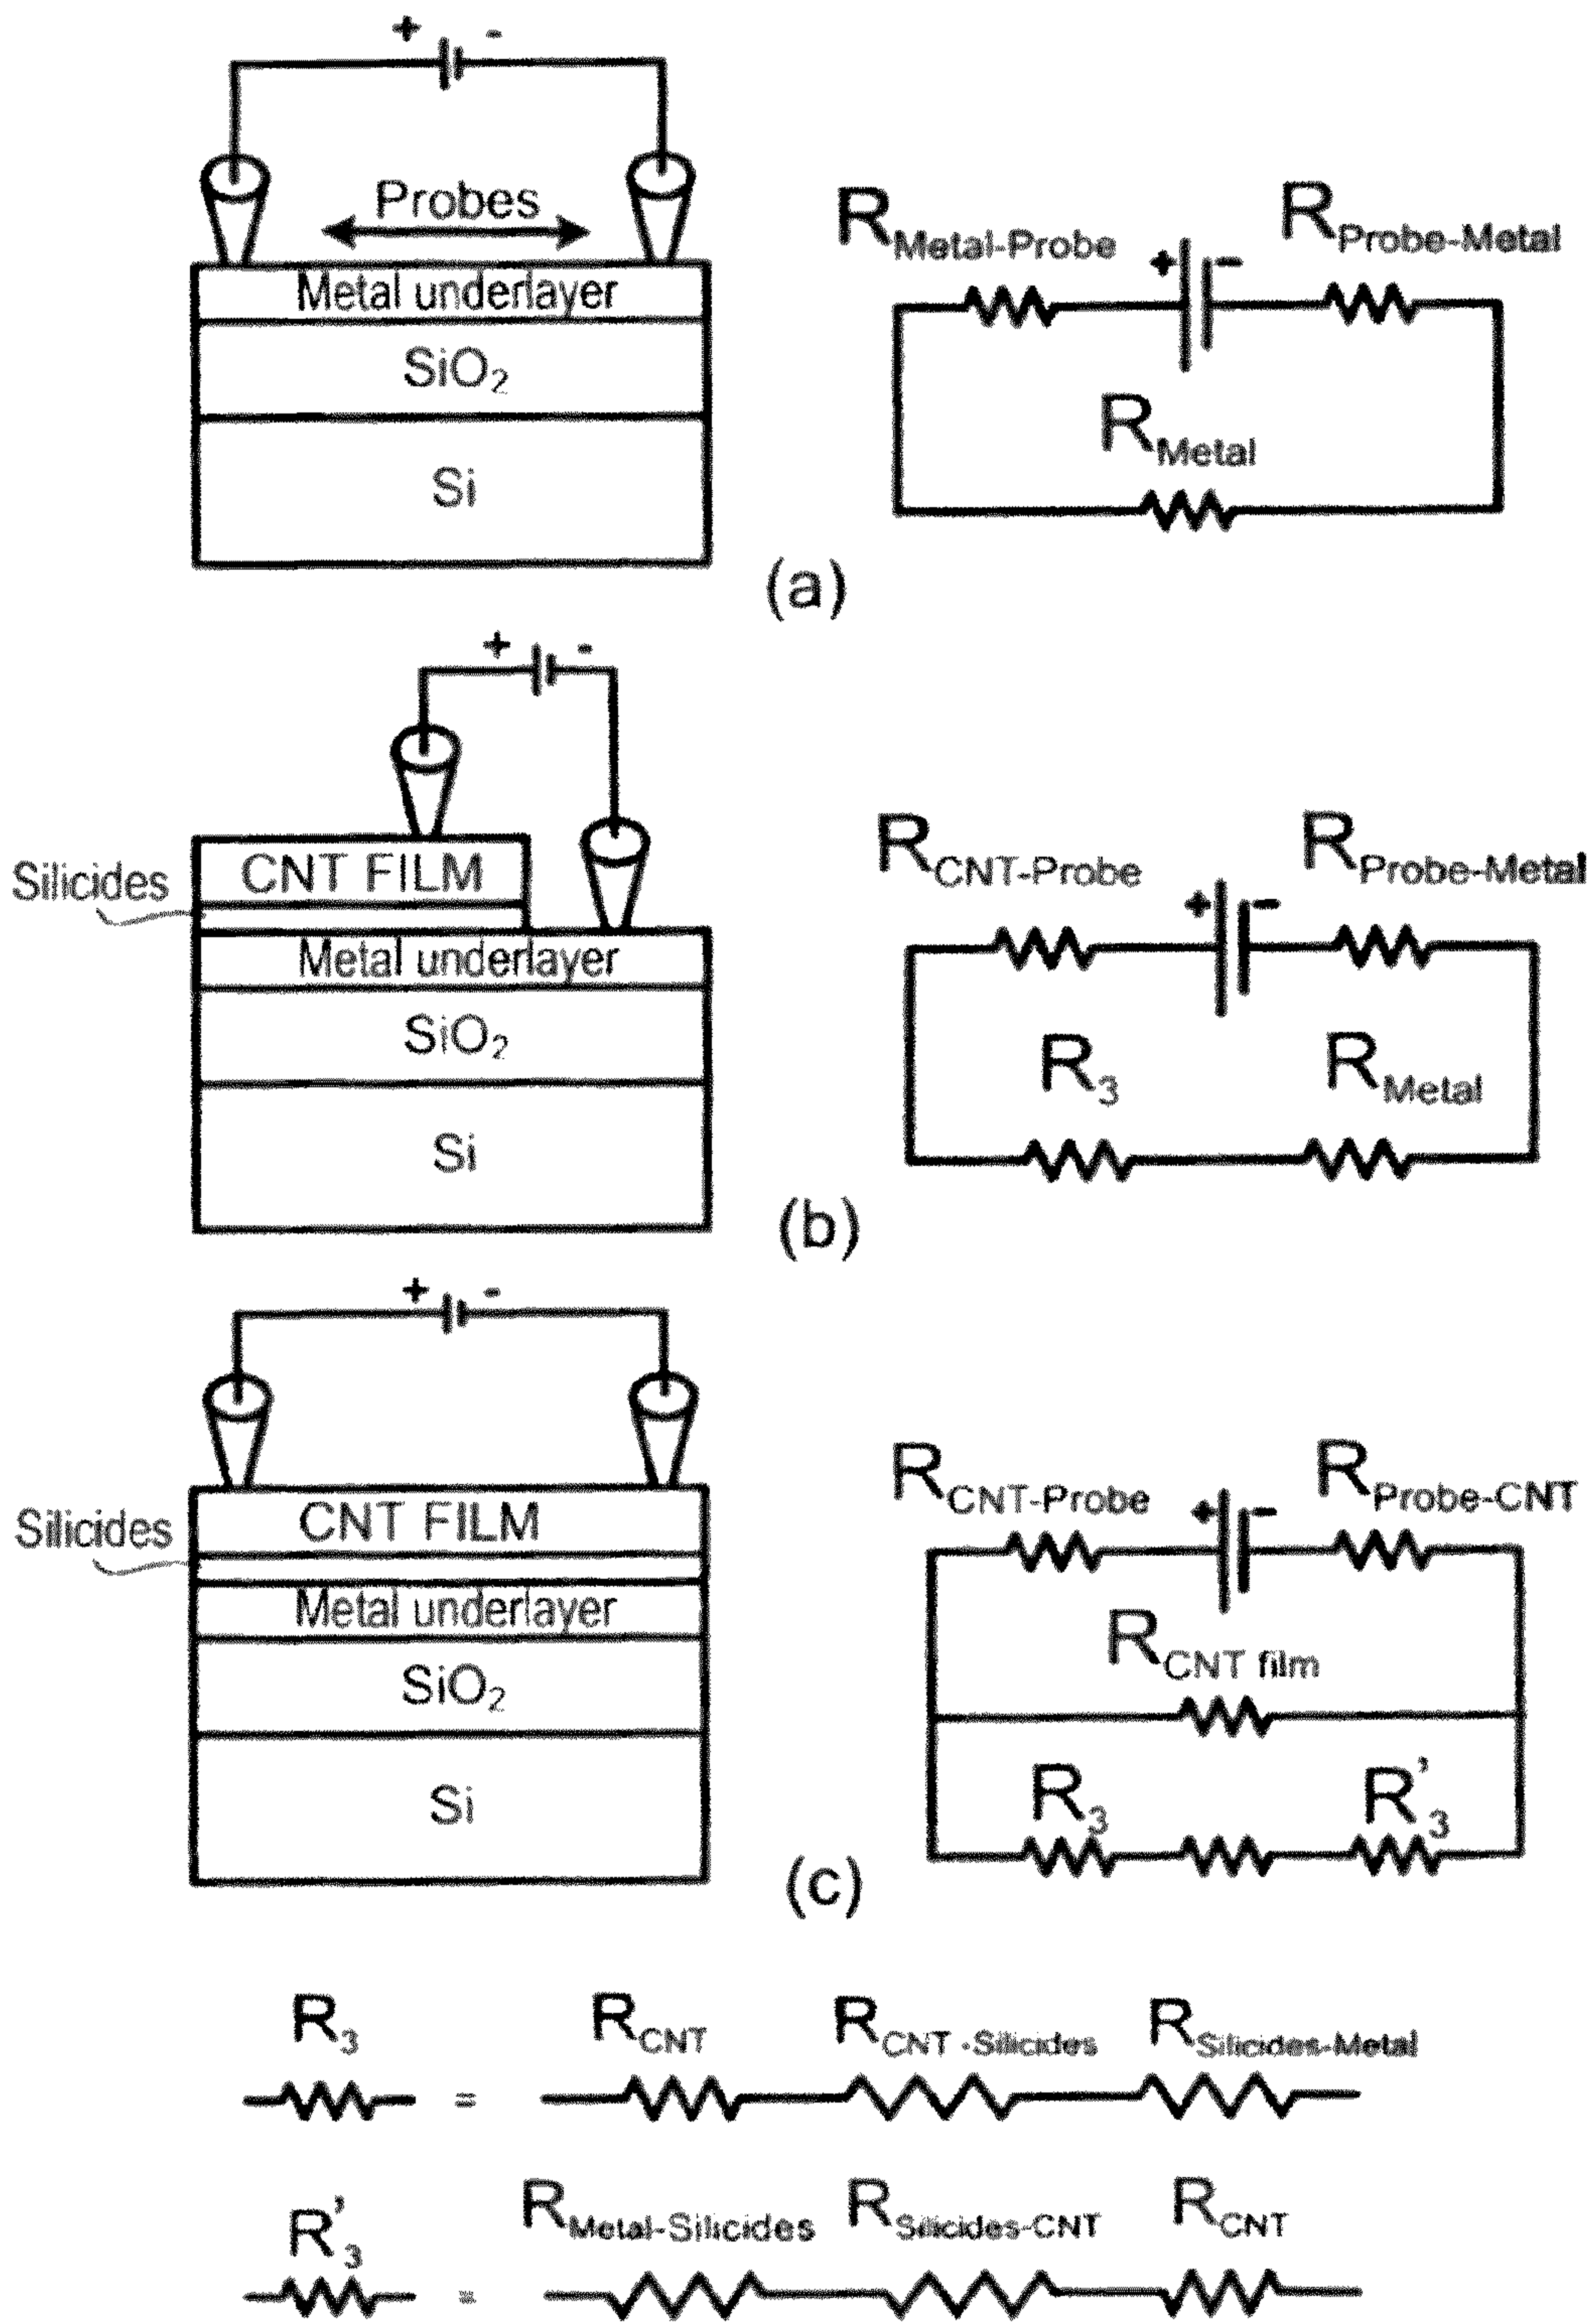 + -
Probes
Metal underlayer
SiO2
Si
RMetal-Probe RProbe-Metal
+ -
RMetal
(a)
+ -
CNT FILM
Silicides
Metal underlayer
SiO2
Si
RCNT-Probe RProbe-Metal
+ -
R3 RMetal
(b)
+ -
CNT FILM
Silicides
Metal underlayer
SiO2
Si
RCNT-Probe RProbe-CNT
+ -
RCNT film
R3 R'3
(c)
R3 = RCNT RCNT-Silicides RSilicides-Metal
R'3 = RMetal-Silicides RSilicides-CNT RCNT